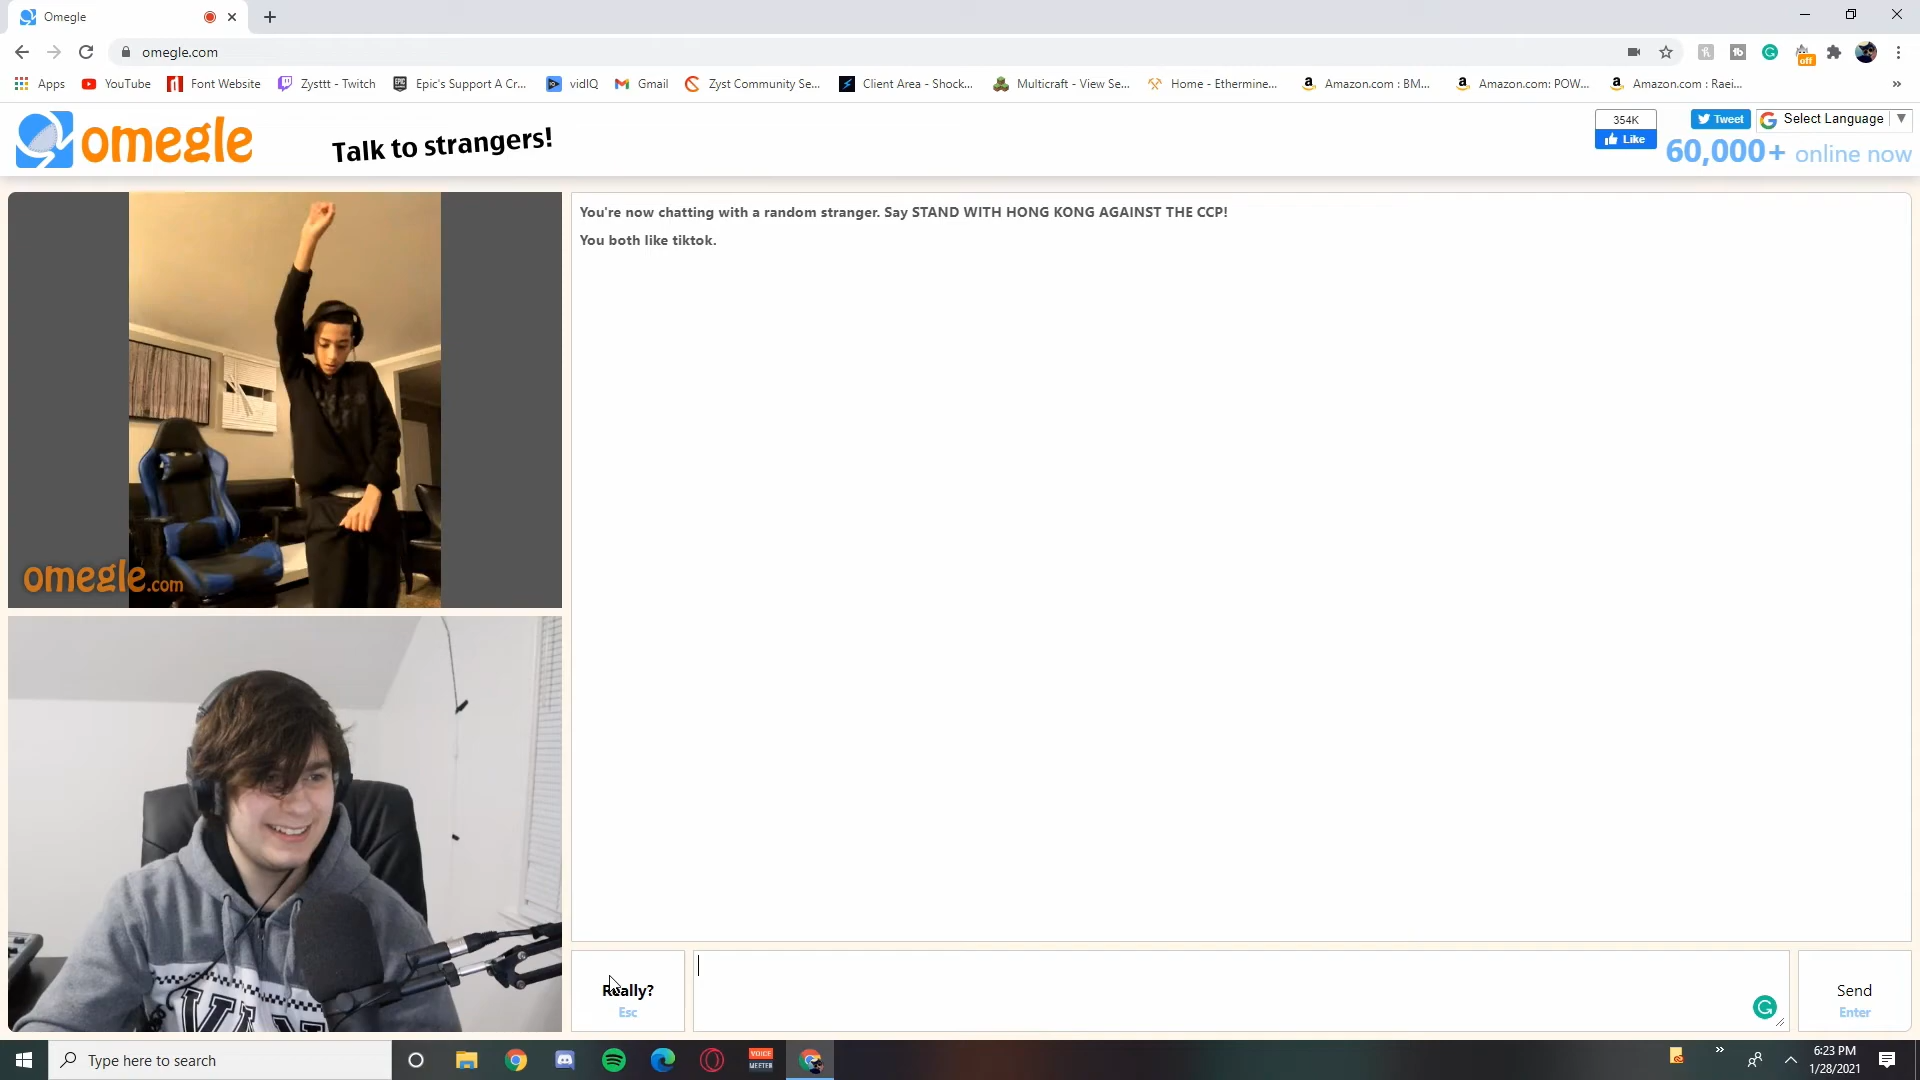 Omegle
omegle.com
Apps YouTube Font Website Zysttt - Twitch Epic's Support A Cr... vidIQ Gmail Zyst Community Se... Client Area - Shock... Multicraft - View Se... Home - Ethermine... Amazon.com : BM... Amazon.com: POW... Amazon.com : Raei... »
off
omegle
Talk to strangers!
354K
Like
Tweet
Select Language
60,000+ online now
You're now chatting with a random stranger. Say STAND WITH HONG KONG AGAINST THE CCP!
You both like tiktok.
omegle.com
VAN
Really?
Esc
Send
Enter
Type here to search
VOICE
MEETER
6:23 PM
1/28/2021